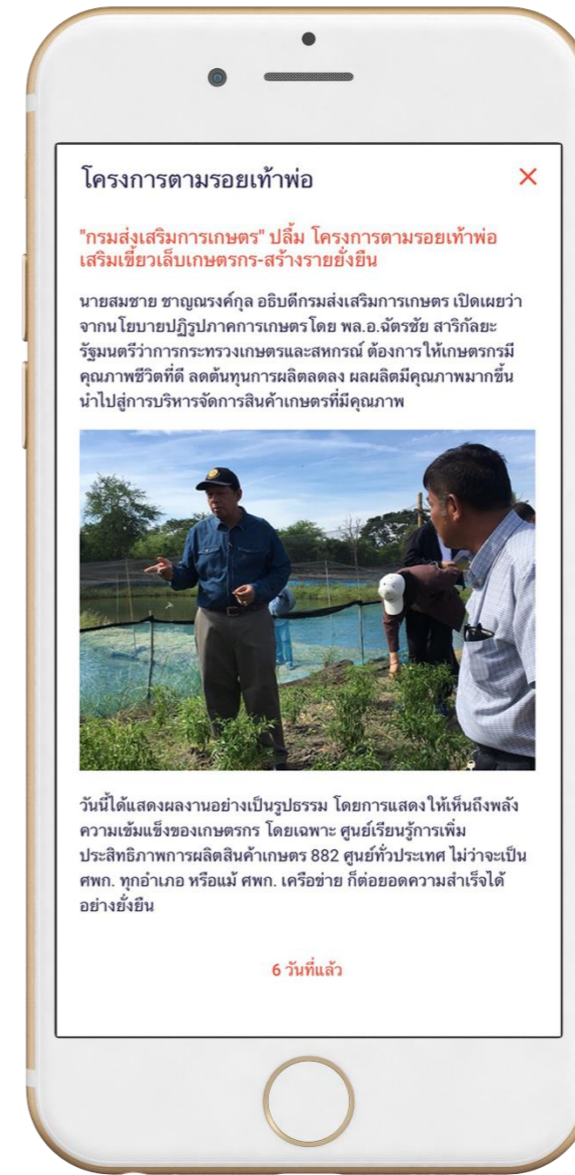 โครงการตามรอยเท้าพ่อ
"กรมส่งเสริมการเกษตร" ปลื้ม โครงการตามรอยเท้าพ่อ
เสริมเขี้ยวเล็บเกษตรกร-สร้างรายยั่งยืน
นายสมชาย ชาญณรงค์กุล อธิบดีกรมส่งเสริมการเกษตร เปิดเผยว่า
จากนโยบายปฏิรูปภาคการเกษตรโดย พล.อ.ฉัตรชัย สาริกัลยะ
รัฐมนตรีว่าการกระทรวงเกษตรและสหกรณ์ ต้องการให้เกษตรกรมี
คุณภาพชีวิตที่ดี ลดต้นทุนการผลิตลดลง ผลผลิตมีคุณภาพมากขึ้น
นำไปสู่การบริหารจัดการสินค้าเกษตรที่มีคุณภาพ
วันนี้ได้แสดงผลงานอย่างเป็นรูปธรรม โดยการแสดงให้เห็นถึงพลัง
ความเข้มแข็งของเกษตรกร โดยเฉพาะ ศูนย์เรียนรู้การเพิ่ม
ประสิทธิภาพการผลิตสินค้าเกษตร 882 ศูนย์ทั่วประเทศ ไม่ว่าจะเป็น
ศพก. ทุกอำเภอ หรือแม้ ศพก. เครือข่าย ก็ต่อยอดความสำเร็จได้
อย่างยั่งยืน
6 วันที่แล้ว